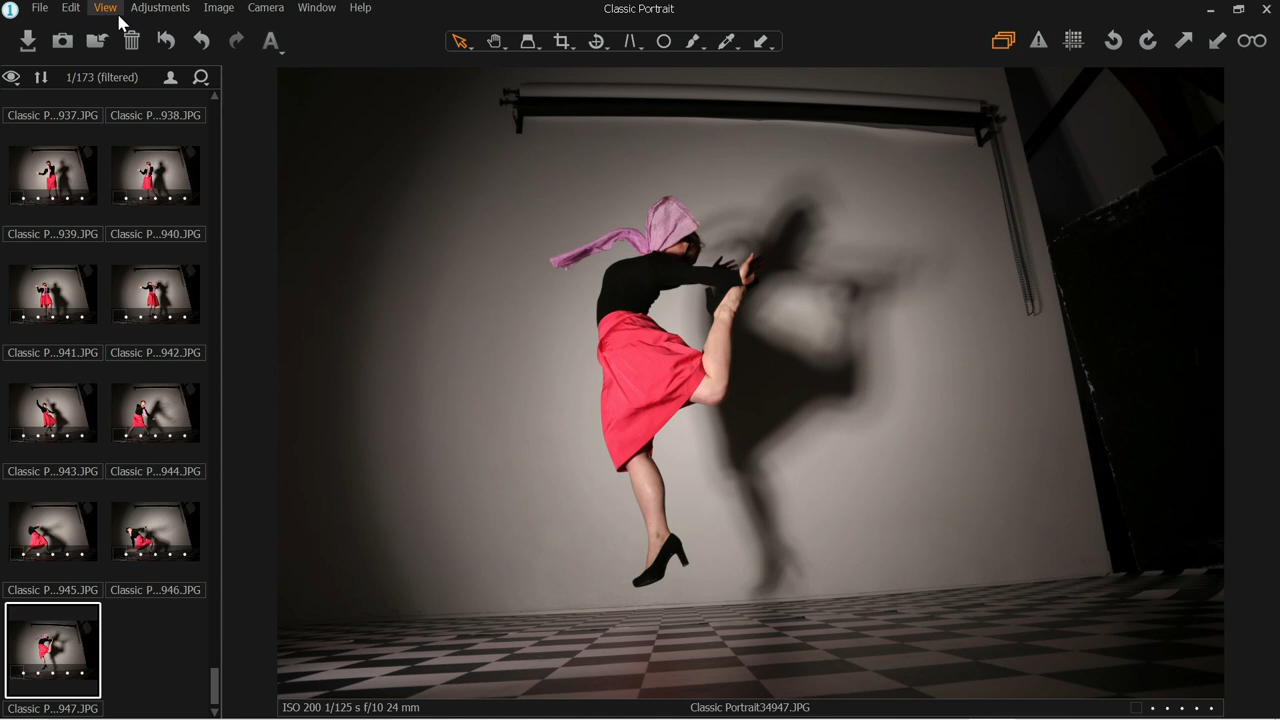 1 File Edit View Adjustments Image Camera Window Help
Classic Portrait
A
1/173 (filtered)
Classic P...937.JPG Classic P...938.JPG
Classic P...939.JPG Classic P...940.JPG
Classic P...941.JPG Classic P...942.JPG
Classic P...943.JPG Classic P...944.JPG
Classic P...945.JPG Classic P...946.JPG
Classic P...947.JPG
ISO 200 1/125 s f/10 24 mm
Classic Portrait34947.JPG